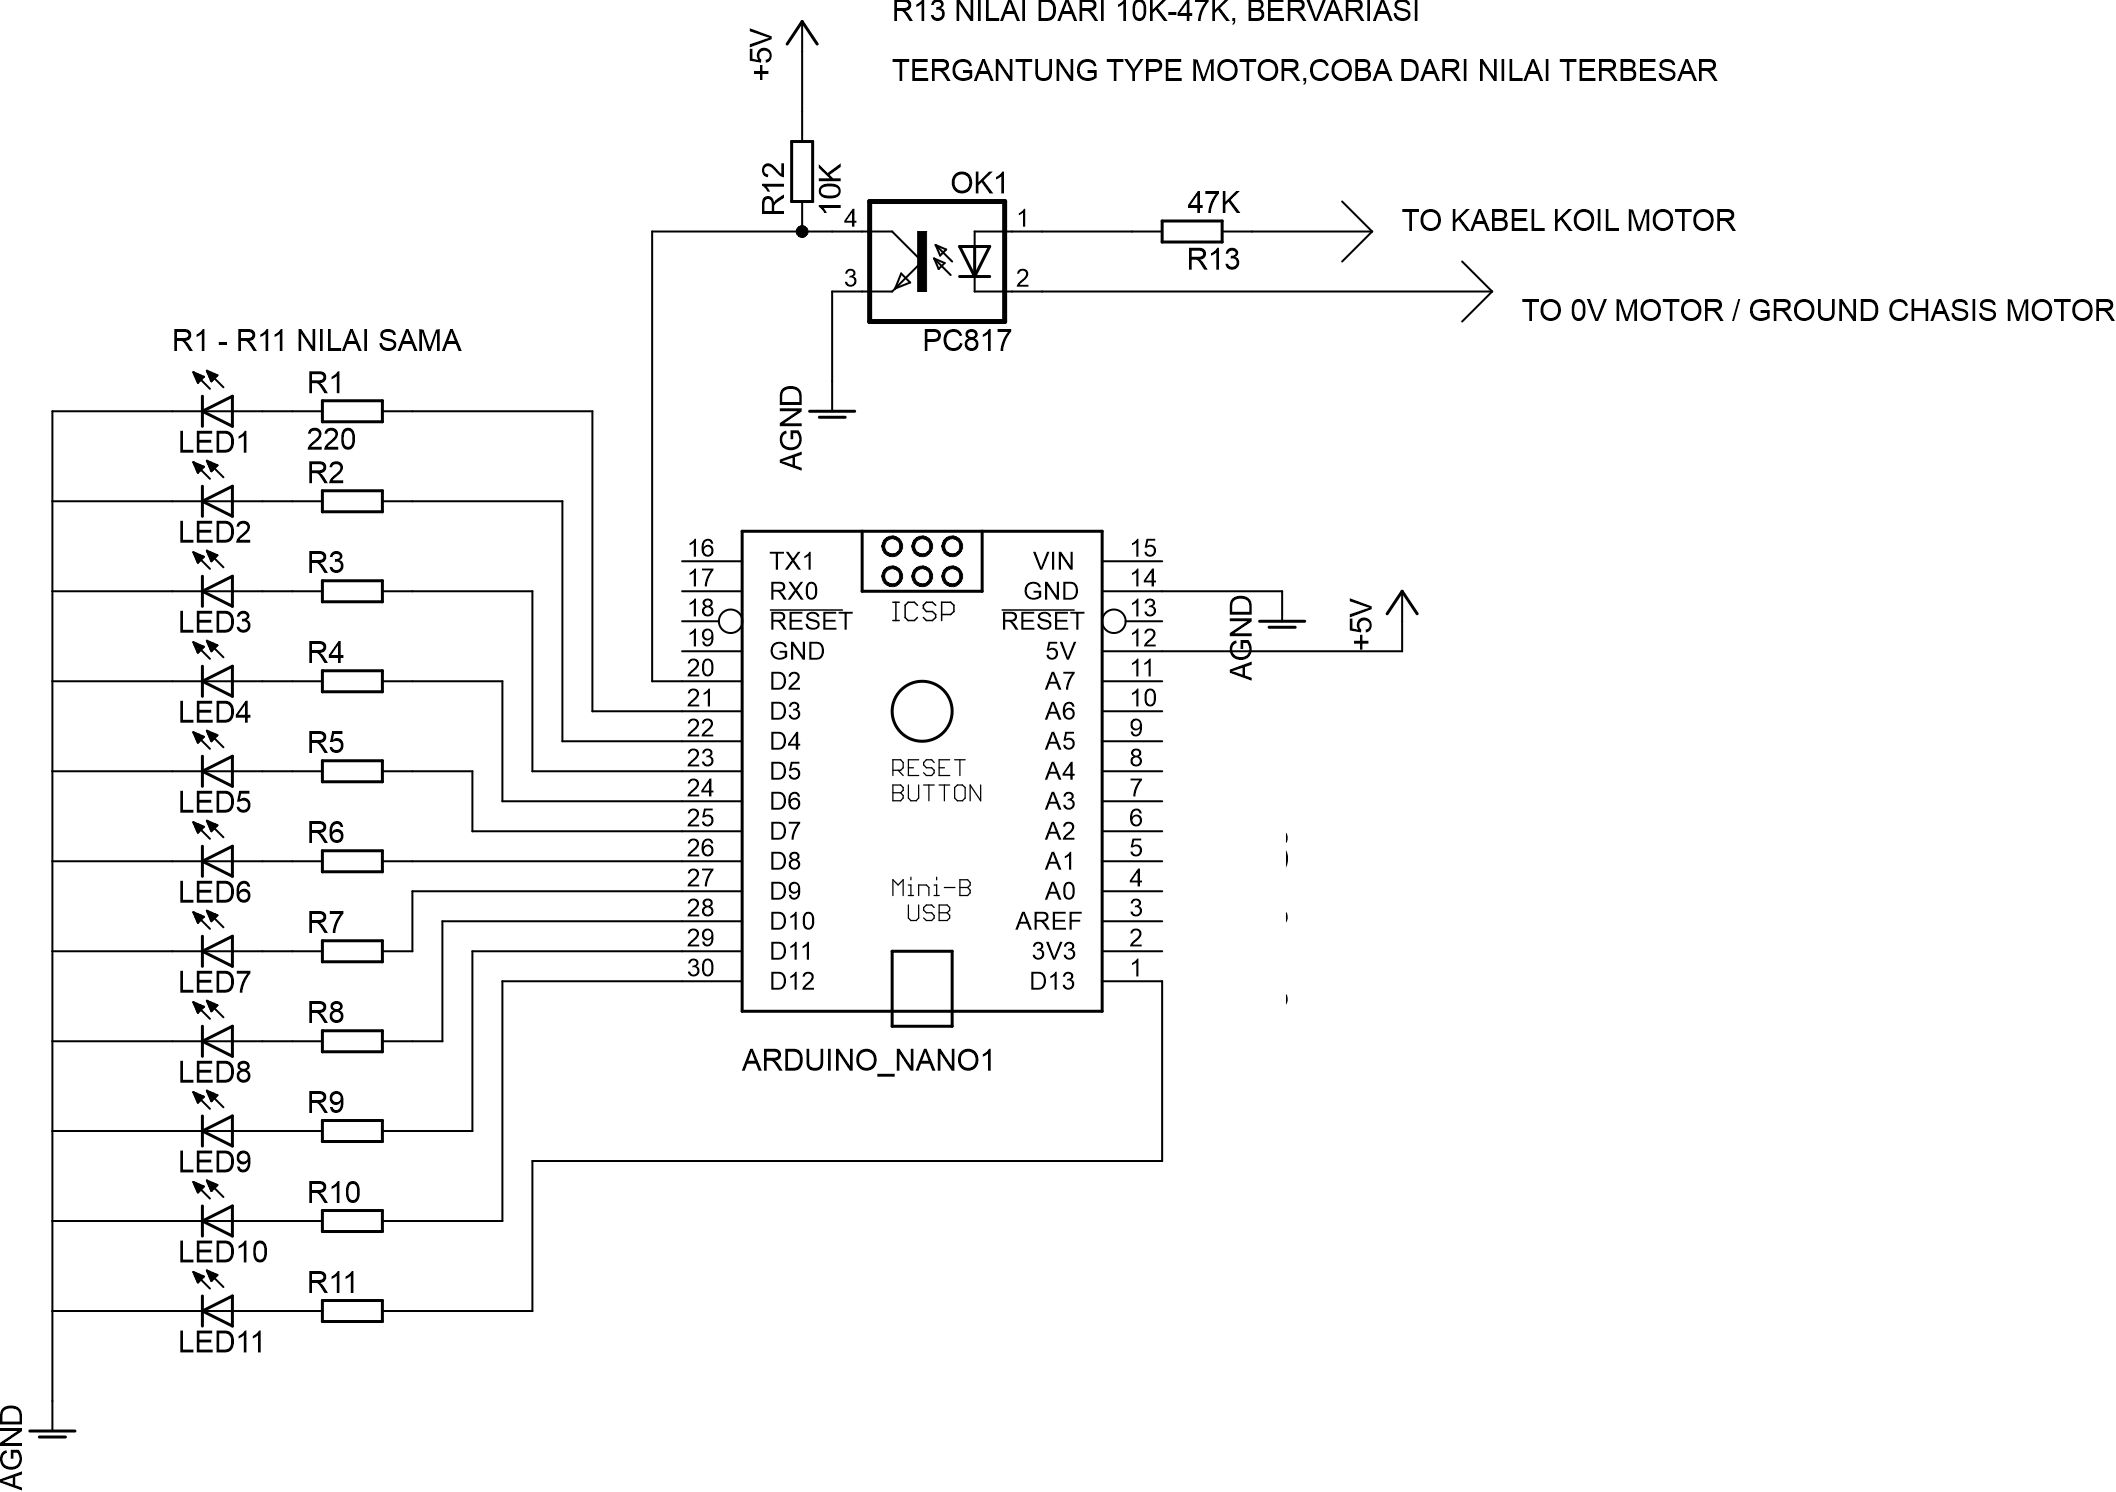 R13 NILAI DARI 10K-47K, BERVARIASI
TERGANTUNG TYPE MOTOR,COBA DARI NILAI TERBESAR
+5V
R12
10K
OK1
4
3
1
2
PC817
47K
R13
TO KABEL KOIL MOTOR
TO 0V MOTOR / GROUND CHASIS MOTOR
AGND
R1 - R11 NILAI SAMA
LED1
R1
220
LED2
R2
LED3
R3
LED4
R4
LED5
R5
LED6
R6
LED7
R7
LED8
R8
LED9
R9
LED10
R10
LED11
R11
AGND
16 TX1
17 RX0
18 RESET
19 GND
20 D2
21 D3
22 D4
23 D5
24 D6
25 D7
26 D8
27 D9
28 D10
29 D11
30 D12
ICSP
RESET
BUTTON
Mini-B
USB
VIN 15
GND 14
RESET 13
5V 12
A7 11
A6 10
A5 9
A4 8
A3 7
A2 6
A1 5
A0 4
AREF 3
3V3 2
D13 1
AGND
+5V
ARDUINO_NANO1